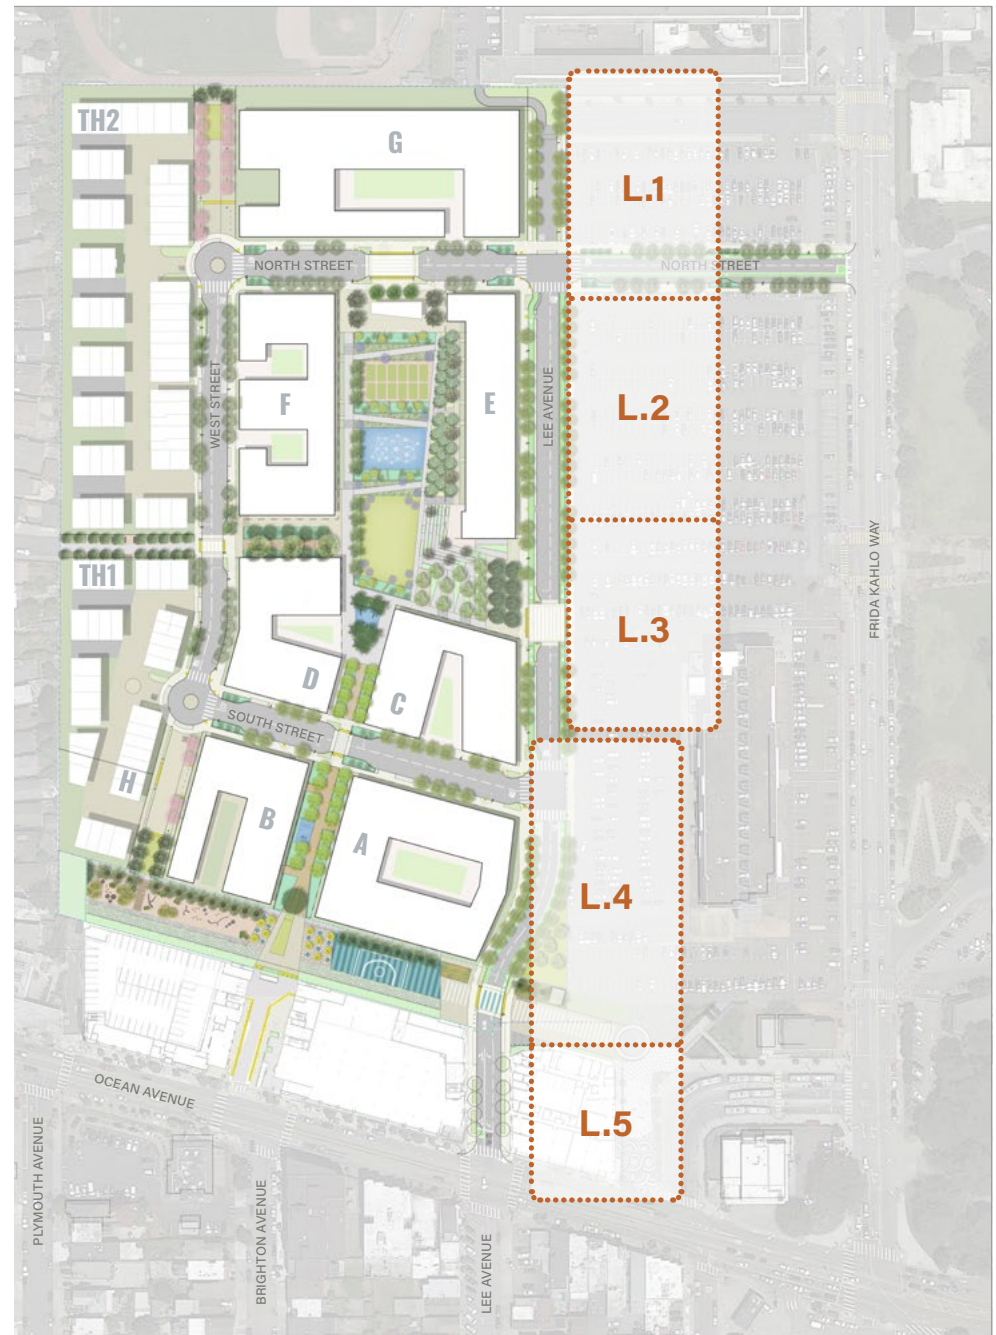 TH2
G
L.1
NORTH STREET
NORTH STREET
WEST STREET
F
E
LEE AVENUE
L.2
FRIDA KAHLO WAY
TH1
L.3
D
C
SOUTH STREET
H
B
A
L.4
OCEAN AVENUE
L.5
PLYMOUTH AVENUE
BRIGHTON AVENUE
LEE AVENUE